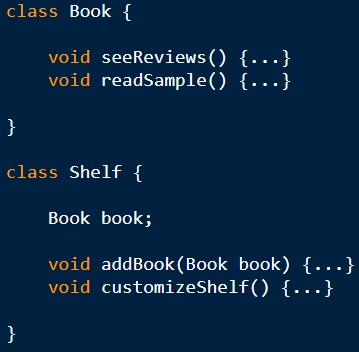 class Book {
void seeReviews() {...}
void readSample() {...}
}
class Shelf {
Book book;
void addBook(Book book) {...}
void customizeShelf() {...}
}